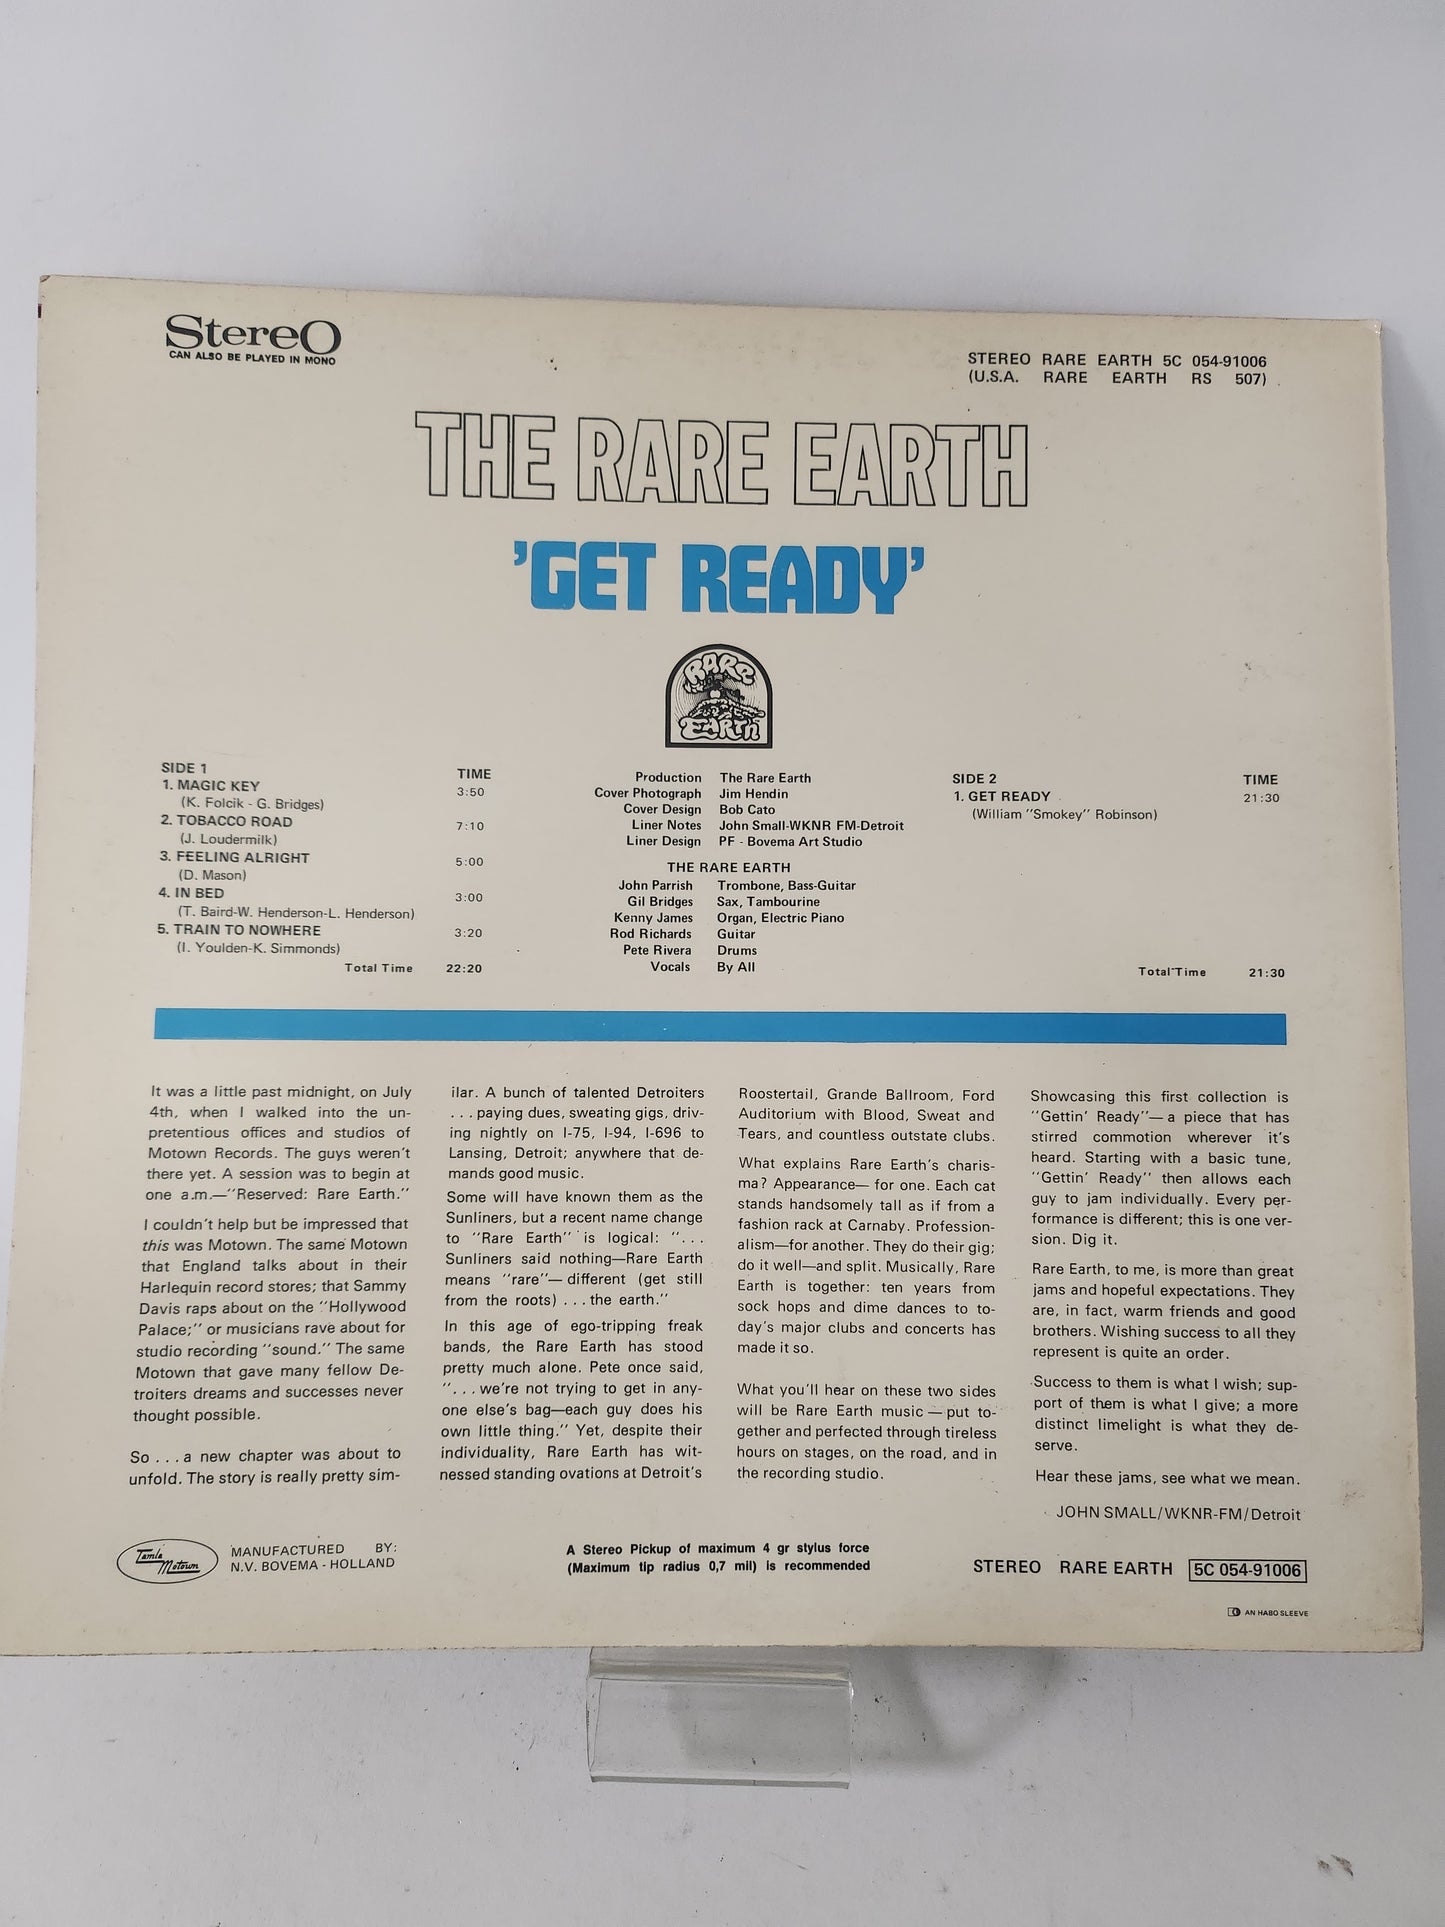 StereO
CAN ALSO BE PLAYED IN MONO
STEREO RARE EARTH 5C 054-91006
(U.S.A. RARE EARTH RS 507)
THE RARE EARTH
'GET READY'
RARE
EARTH
SIDE 1 TIME
1. MAGIC KEY 3:50
(K. Folcik - G. Bridges)
2. TOBACCO ROAD 7:10
(J. Loudermilk)
3. FEELING ALRIGHT 5:00
(D. Mason)
4. IN BED 3:00
(T. Baird-W. Henderson-L. Henderson)
5. TRAIN TO NOWHERE 3:20
(I. Youlden-K. Simmonds)
Total Time 22:20
Production The Rare Earth
Cover Photograph Jim Hendin
Cover Design Bob Cato
Liner Notes John Small-WKNR FM-Detroit
Liner Design PF - Bovema Art Studio
THE RARE EARTH
John Parrish Trombone, Bass-Guitar
Gil Bridges Sax, Tambourine
Kenny James Organ, Electric Piano
Rod Richards Guitar
Pete Rivera Drums
Vocals By All
SIDE 2 TIME
1. GET READY 21:30
(William "Smokey" Robinson)
Total Time 21:30
It was a little past midnight, on July
4th, when I walked into the un-
pretentious offices and studios of
Motown Records. The guys weren't
there yet. A session was to begin at
one a.m.—"Reserved: Rare Earth."
I couldn't help but be impressed that
this was Motown. The same Motown
that England talks about in their
Harlequin record stores; that Sammy
Davis raps about on the "Hollywood
Palace;" or musicians rave about for
studio recording "sound." The same
Motown that gave many fellow De-
troiters dreams and successes never
thought possible.
So . . . a new chapter was about to
unfold. The story is really pretty sim-
ilar. A bunch of talented Detroiters
. . . paying dues, sweating gigs, driv-
ing nightly on I-75, I-94, I-696 to
Lansing, Detroit; anywhere that de-
mands good music.
Some will have known them as the
Sunliners, but a recent name change
to "Rare Earth" is logical: ". . .
Sunliners said nothing—Rare Earth
means "rare"— different (get still
from the roots) . . . the earth."
In this age of ego-tripping freak
bands, the Rare Earth has stood
pretty much alone. Pete once said,
". . . we're not trying to get in any-
one else's bag—each guy does his
own little thing." Yet, despite their
individuality, Rare Earth has wit-
nessed standing ovations at Detroit's
Roostertail, Grande Ballroom, Ford
Auditorium with Blood, Sweat and
Tears, and countless outstate clubs.
What explains Rare Earth's charis-
ma? Appearance— for one. Each cat
stands handsomely tall as if from a
fashion rack at Carnaby. Profession-
alism—for another. They do their gig;
do it well—and split. Musically, Rare
Earth is together: ten years from
sock hops and dime dances to to-
day's major clubs and concerts has
made it so.
What you'll hear on these two sides
will be Rare Earth music — put to-
gether and perfected through tireless
hours on stages, on the road, and in
the recording studio.
Showcasing this first collection is
"Gettin' Ready"— a piece that has
stirred commotion wherever it's
heard. Starting with a basic tune,
"Gettin' Ready" then allows each
guy to jam individually. Every per-
formance is different; this is one ver-
sion. Dig it.
Rare Earth, to me, is more than great
jams and hopeful expectations. They
are, in fact, warm friends and good
brothers. Wishing success to all they
represent is quite an order.
Success to them is what I wish; sup-
port of them is what I give; a more
distinct limelight is what they de-
serve.
Hear these jams, see what we mean.
JOHN SMALL/WKNR-FM/Detroit
Tamla
Motown
MANUFACTURED BY:
N.V. BOVEMA - HOLLAND
A Stereo Pickup of maximum 4 gr stylus force
(Maximum tip radius 0,7 mil) is recommended
STEREO RARE EARTH 5C 054-91006
AN HABO SLEEVE